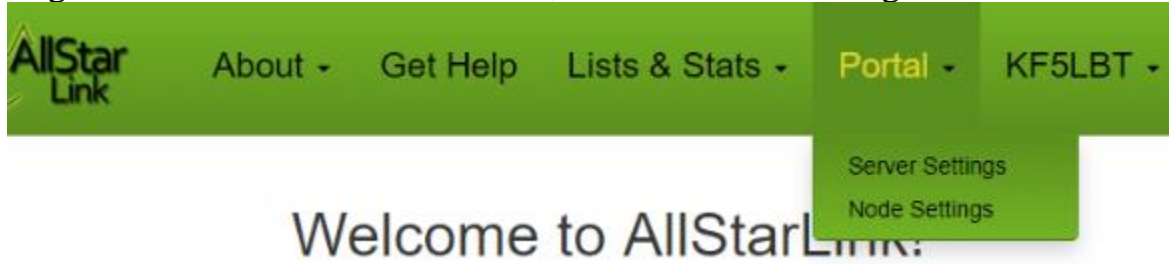 AllStar Link
About
Get Help
Lists & Stats
Portal
KF5LBT
Server Settings
Node Settings
Welcome to AllStarLink!